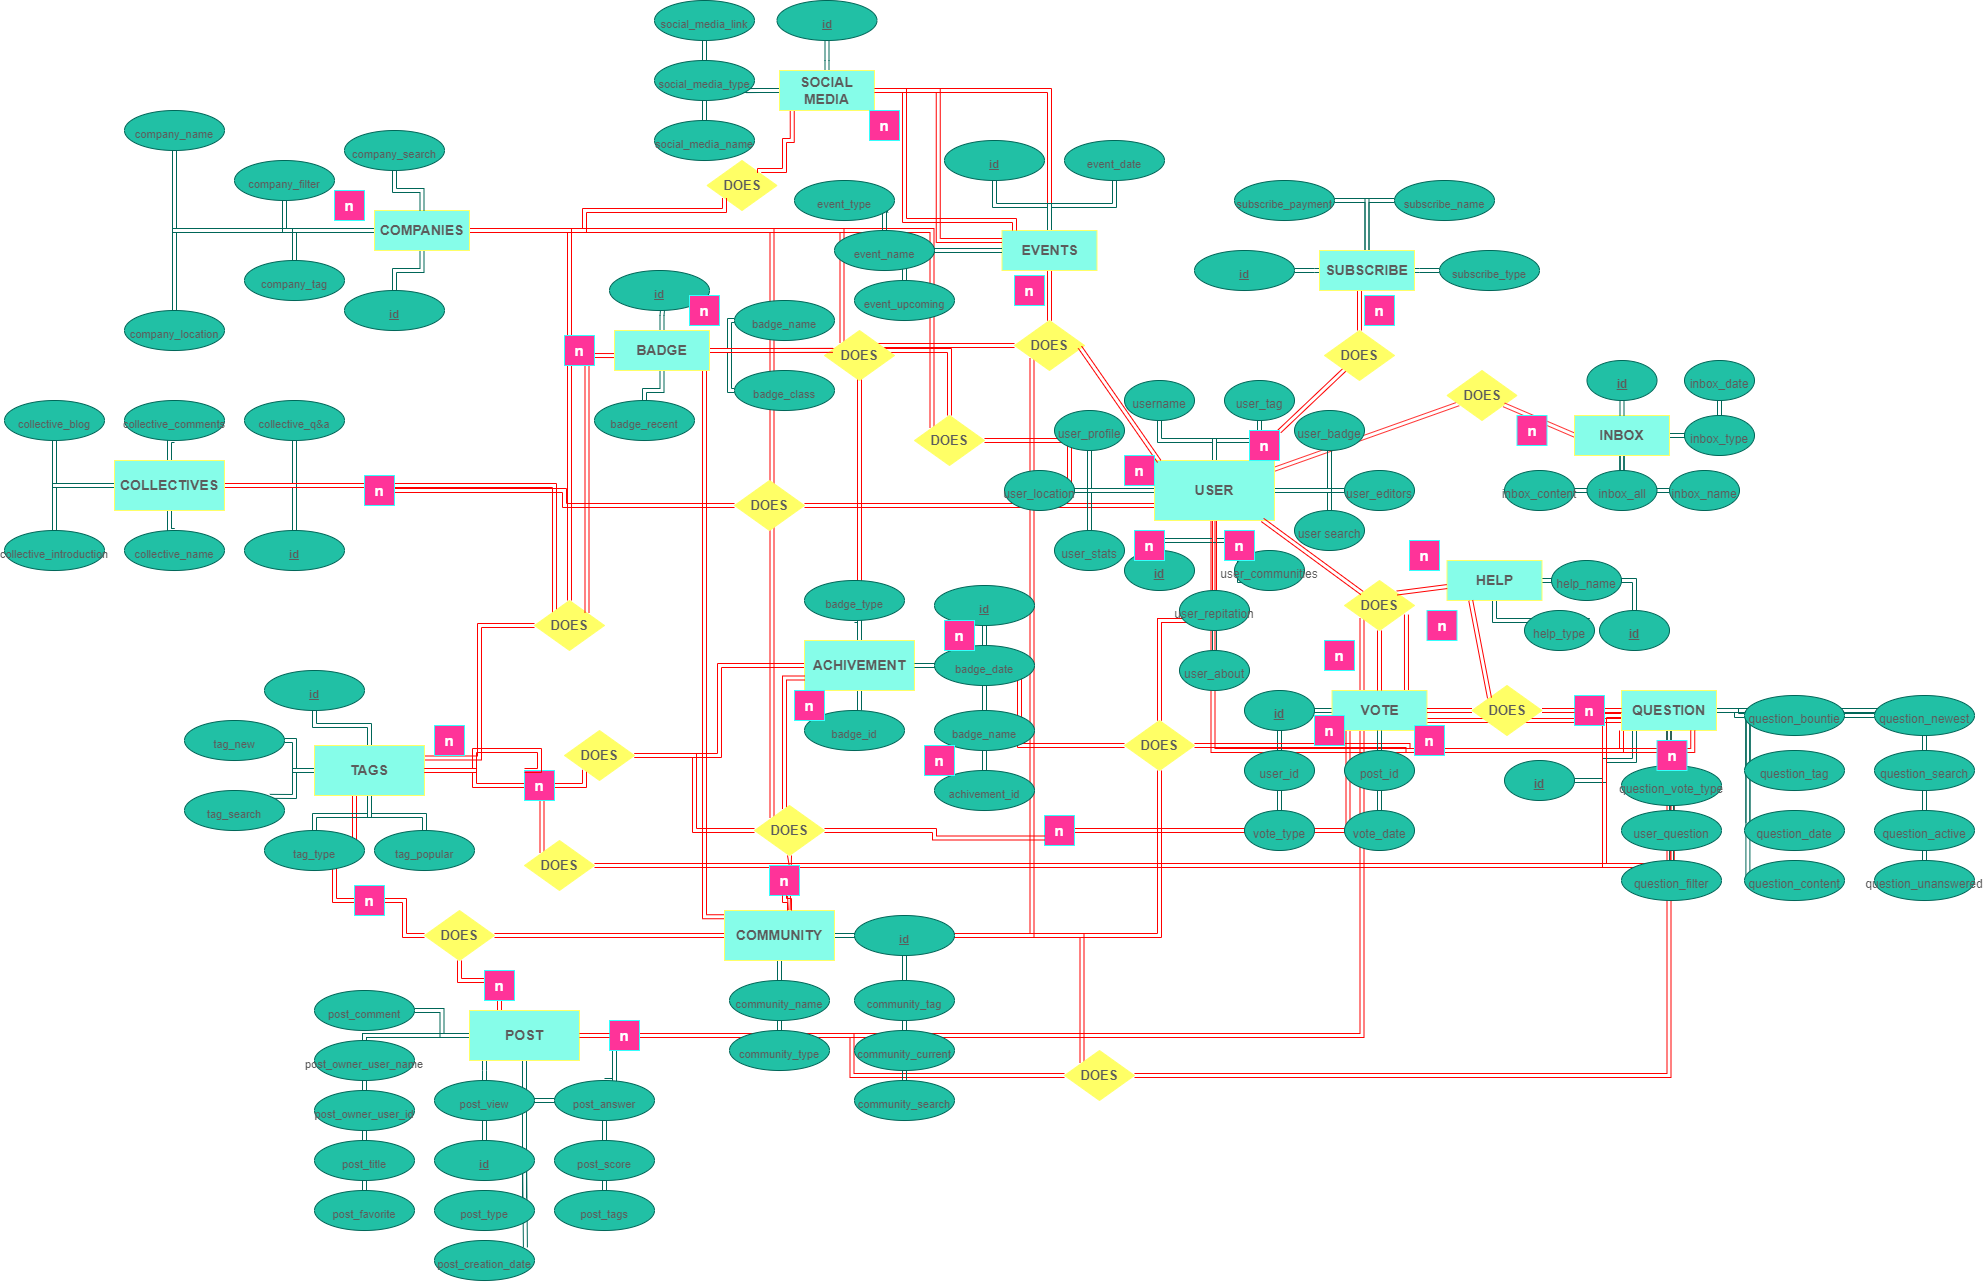 social_media_link
id
social_media_type
SOCIAL
MEDIA
social_media_name
n
company_name
company_search
company_filter
n
COMPANIES
company_tag
id
company_location
DOES
event_type
id
event_date
event_name
EVENTS
event_upcoming
n
subscribe_payment
subscribe_name
id
SUBSCRIBE
subscribe_type
n
DOES
id
n
badge_name
n
BADGE
badge_class
badge_recent
DOES
DOES
DOES
DOES
id
inbox_date
n
INBOX
inbox_type
inbox_content
inbox_all
inbox_name
username
user_tag
user_profile
n
user_badge
n
user_location
USER
user_editors
user_stats
n
n
user search
id
user_communities
user_repitation
user_about
collective_blog
collective_comments
collective_q&a
COLLECTIVES
n
collective_introduction
collective_name
id
DOES
DOES
badge_type
id
n
ACHIVEMENT
badge_date
n
badge_id
badge_name
n
achivement_id
n
HELP
help_name
DOES
n
help_type
id
n
id
VOTE
DOES
n
QUESTION
n
n
n
user_id
post_id
vote_type
vote_date
question_bountie
question_newest
id
question_vote_type
question_tag
question_search
user_question
question_date
question_active
question_filter
question_content
question_unanswered
id
tag_new
n
TAGS
n
tag_search
tag_type
tag_popular
DOES
DOES
DOES
DOES
n
n
n
DOES
COMMUNITY
id
community_name
community_tag
community_type
community_current
community_search
DOES
n
post_comment
POST
n
post_owner_user_name
post_view
post_answer
post_owner_user_id
post_title
id
post_score
post_favorite
post_type
post_tags
post_creation_date